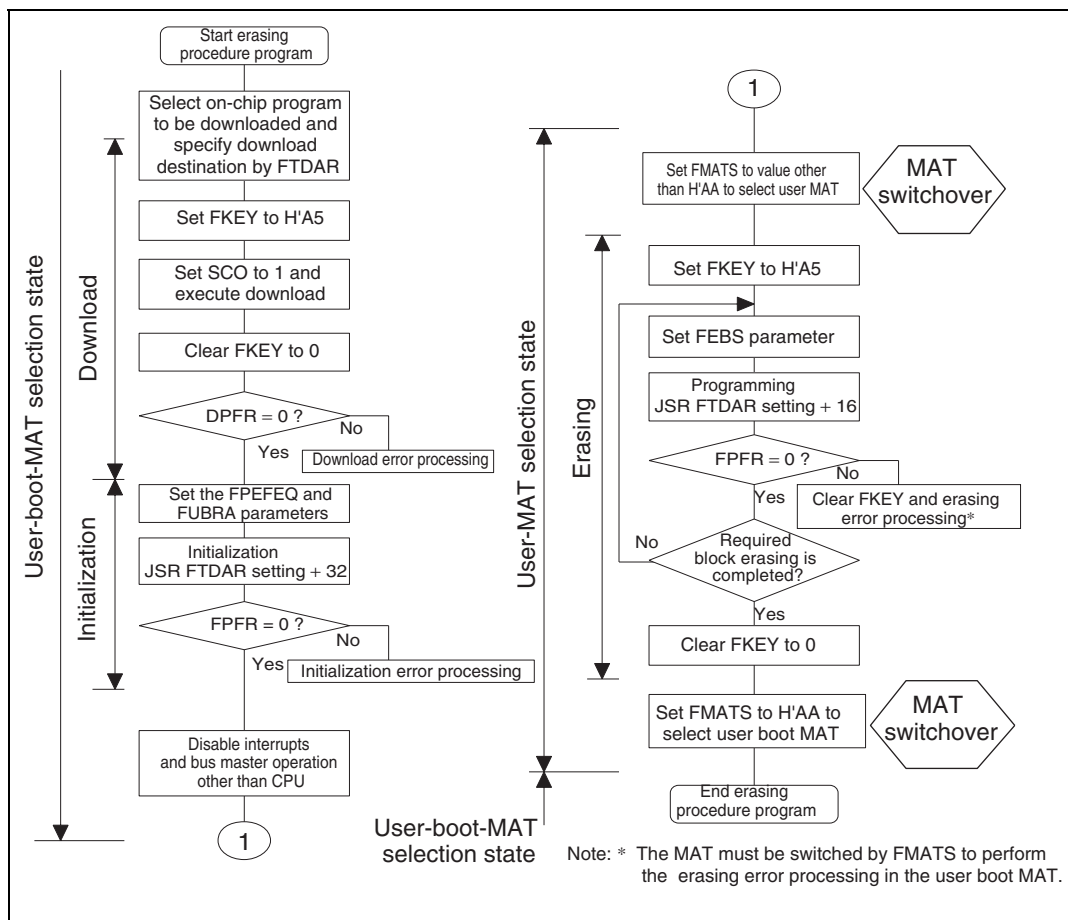 Start erasing
procedure program
Select on-chip program
to be downloaded and
specify download
destination by FTDAR
Set FKEY to H'A5
Set SCO to 1 and
execute download
Clear FKEY to 0
DPFR = 0 ?
No
Yes
Download error processing
Set the FPEFEQ and
FUBRA parameters
Initialization
JSR FTDAR setting + 32
FPFR = 0 ?
No
Yes
Initialization error processing
Disable interrupts
and bus master operation
other than CPU
1
User-boot-MAT selection state
Download
Initialization
1
Set FMATS to value other
than H'AA to select user MAT
MAT
switchover
Set FKEY to H'A5
Set FEBS parameter
Programming
JSR FTDAR setting + 16
FPFR = 0 ?
No
Yes
Clear FKEY and erasing
error processing*
No
Required
block erasing is
completed?
Yes
Clear FKEY to 0
Set FMATS to H'AA to
select user boot MAT
MAT
switchover
End erasing
procedure program
User-MAT selection state
Erasing
User-boot-MAT
selection state
Note: * The MAT must be switched by FMATS to perform
the erasing error processing in the user boot MAT.